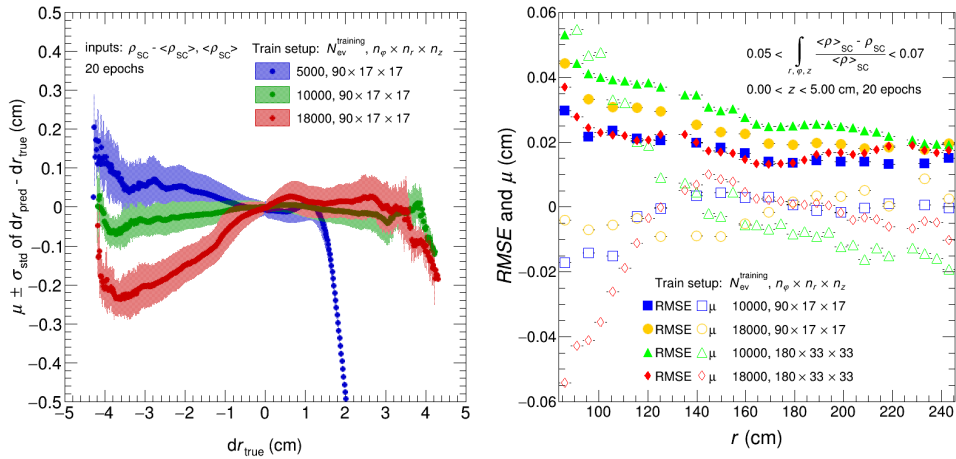 inputs: ρSC - <ρSC>, <ρSC>
20 epochs
Train setup: N_ev^training, nφ × nr × nz
5000, 90 × 17 × 17
10000, 90 × 17 × 17
18000, 90 × 17 × 17
μ ± σstd of drpred - drtrue (cm)
0.5
0.4
0.3
0.2
0.1
0
-0.1
-0.2
-0.3
-0.4
-0.5
−5 −4 −3 −2 −1 0 1 2 3 4 5
drtrue (cm)
RMSE and μ (cm)
0.06
0.04
0.02
0
-0.02
-0.04
-0.06
0.05 < ∫ r, φ, z <ρ>SC - ρSC / <ρ>SC < 0.07
0.00 < z < 5.00 cm, 20 epochs
Train setup: N_ev^training, nφ × nr × nz
RMSE μ 10000, 90 × 17 × 17
RMSE μ 18000, 90 × 17 × 17
RMSE μ 10000, 180 × 33 × 33
RMSE μ 18000, 180 × 33 × 33
100 120 140 160 180 200 220 240
r (cm)